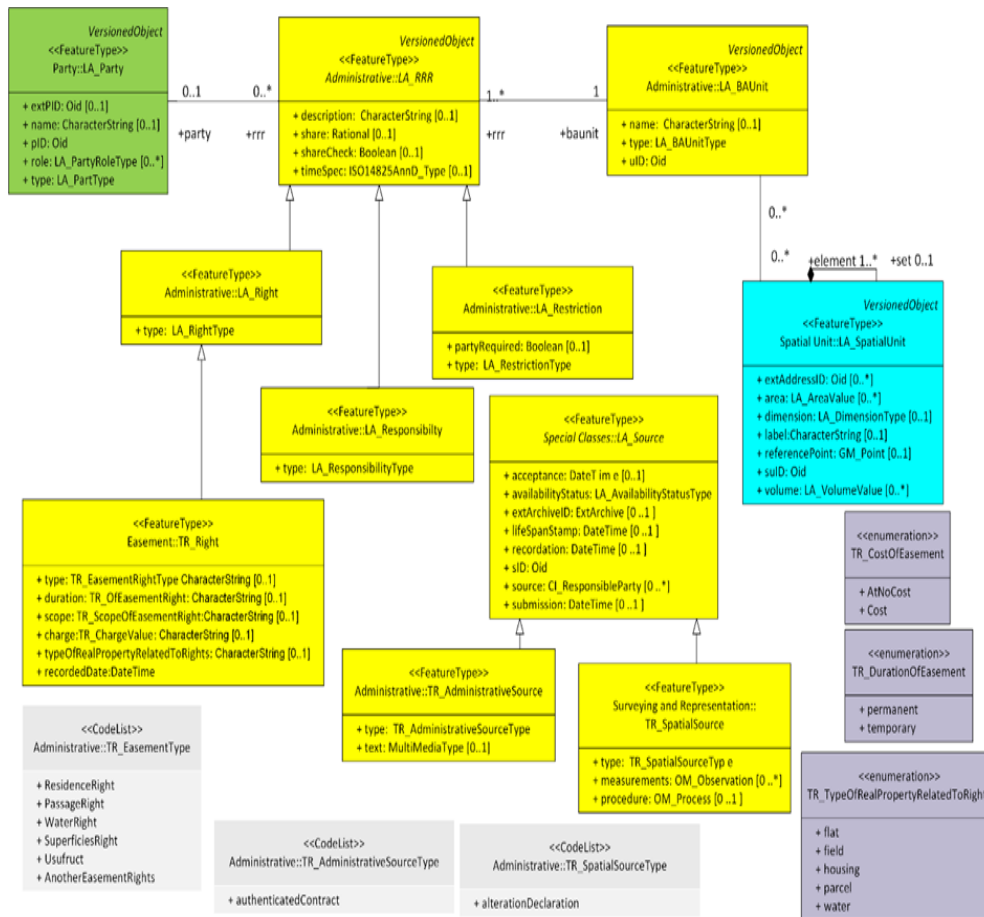 VersionedObject
<<FeatureType>>
Party::LA_Party
+ extPID: Oid [0..1]
+ name: CharacterString [0..1]
+ pID: Oid
+ role: LA_PartyRoleType [0..*]
+ type: LA_PartType
0..1
0..*
+party
+rrr
VersionedObject
<<FeatureType>>
Administrative::LA_RRR
+ description: CharacterString [0..1]
+ share: Rational [0..1]
+ shareCheck: Boolean [0..1]
+ timeSpec: ISO14825AnnD_Type [0..1]
1..*
1
+rrr
+baunit
VersionedObject
<<FeatureType>>
Administrative::LA_BAUnit
+ name: CharacterString [0..1]
+ type: LA_BAUnitType
+ uID: Oid
0..*
0..*
+element 1..*
+set 0..1
<<FeatureType>>
Administrative::LA_Right
+ type: LA_RightType
<<FeatureType>>
Administrative::LA_Restriction
+ partyRequired: Boolean [0..1]
+ type: LA_RestrictionType
VersionedObject
<<FeatureType>>
Spatial Unit::LA_SpatialUnit
+ extAddressID: Oid [0..*]
+ area: LA_AreaValue [0..*]
+ dimension: LA_DimensionType [0..1]
+ label:CharacterString [0..1]
+ referencePoint: GM_Point [0..1]
+ suID: Oid
+ volume: LA_VolumeValue [0..*]
<<FeatureType>>
Administrative::LA_Responsibilty
+ type: LA_ResponsibilityType
<<FeatureType>>
Special Classes::LA_Source
+ acceptance: DateT im e [0..1]
+ availabilityStatus: LA_AvailabilityStatusType
+ extArchiveID: ExtArchive [0 ..1 ]
+ lifeSpanStamp: DateTime [0 ..1 ]
+ recordation: DateTime [0 ..1 ]
+ sID: Oid
+ source: CI_ResponsibleParty [0 ..*]
+ submission: DateTime [0 ..1 ]
<<FeatureType>>
Easement::TR_Right
+ type: TR_EasementRightType CharacterString [0..1]
+ duration: TR_OfEasementRight: CharacterString [0..1]
+ scope: TR_ScopeOfEasementRight:CharacterString [0..1]
+ charge:TR_ChargeValue: CharacterString [0..1]
+ typeOfRealPropertyRelatedToRights: CharacterString [0..1]
+ recordedDate:DateTime
<<enumeration>>
TR_CostOfEasement
+ AtNoCost
+ Cost
<<enumeration>>
TR_DurationOfEasement
+ permanent
+ temporary
<<FeatureType>>
Administrative::TR_AdministrativeSource
+ type: TR_AdministrativeSourceType
+ text: MultiMediaType [0..1]
<<FeatureType>>
Surveying and Representation::
TR_SpatialSource
+ type: TR_SpatialSourceTyp e
+ measurements: OM_Observation [0 ..*]
+ procedure: OM_Process [0 ..1 ]
<<CodeList>>
Administrative::TR_EasementType
+ ResidenceRight
+ PassageRight
+ WaterRight
+ SuperficiesRight
+ Usufruct
+ AnotherEasementRights
<<CodeList>>
Administrative::TR_AdministrativeSourceType
+ authenticatedContract
<<CodeList>>
Administrative::TR_SpatialSourceType
+ alterationDeclaration
<<enumeration>>
TR_TypeOfRealPropertyRelatedToRight
+ flat
+ field
+ housing
+ parcel
+ water